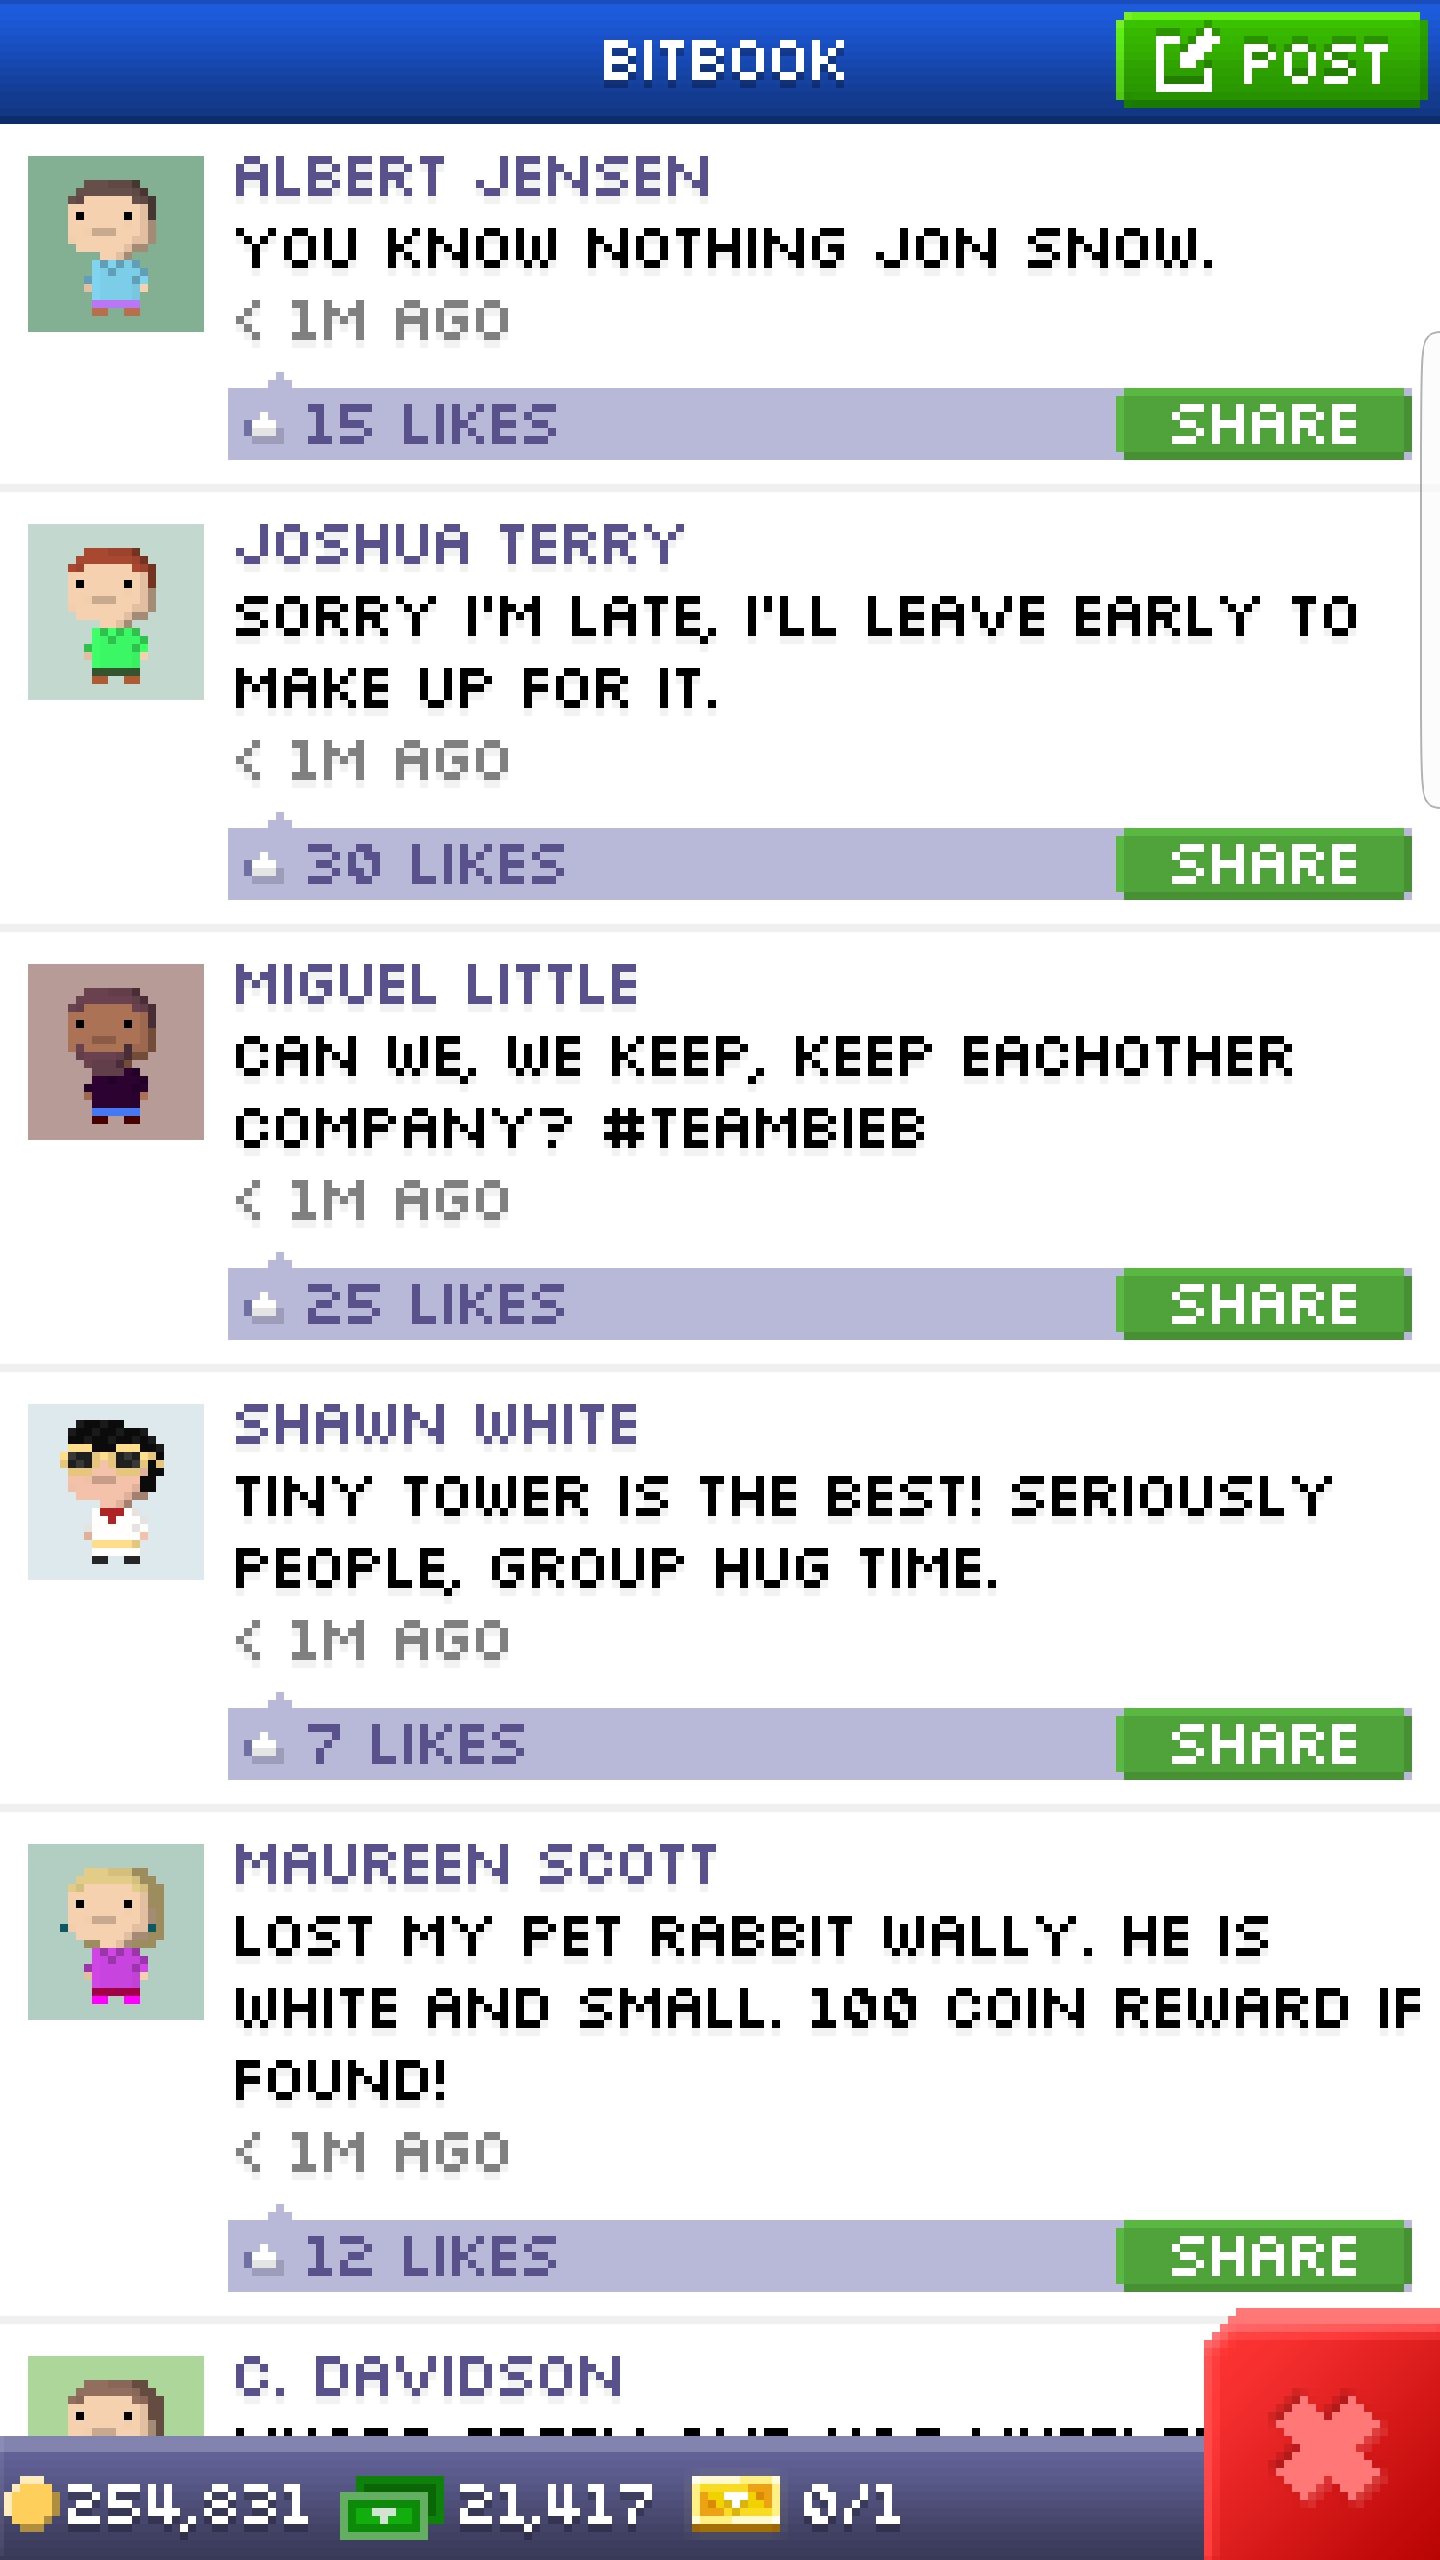 BITBOOK
POST
ALBERT JENSEN
YOU KNOW NOTHING JON SNOW.
< 1M AGO
15 LIKES
SHARE
JOSHUA TERRY
SORRY I'M LATE, I'LL LEAVE EARLY TO
MAKE UP FOR IT.
< 1M AGO
30 LIKES
SHARE
MIGUEL LITTLE
CAN WE, WE KEEP, KEEP EACHOTHER
COMPANY? #TEAMBIEB
< 1M AGO
25 LIKES
SHARE
SHAWN WHITE
TINY TOWER IS THE BEST! SERIOUSLY
PEOPLE, GROUP HUG TIME.
< 1M AGO
7 LIKES
SHARE
MAUREEN SCOTT
LOST MY PET RABBIT WALLY. HE IS
WHITE AND SMALL. 100 COIN REWARD IF
FOUND!
< 1M AGO
12 LIKES
SHARE
C. DAVIDSON
254,831
21,417
0/1